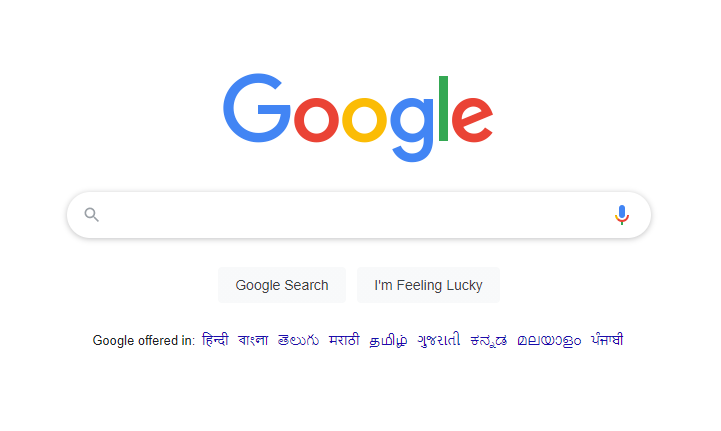 Google
Google Search I'm Feeling Lucky
Google offered in: हिन्दी বাংলা తెలుగు मराठी தமிழ் ગુજરાતી ಕನ್ನಡ മലയാളം ਪੰਜਾਬੀ